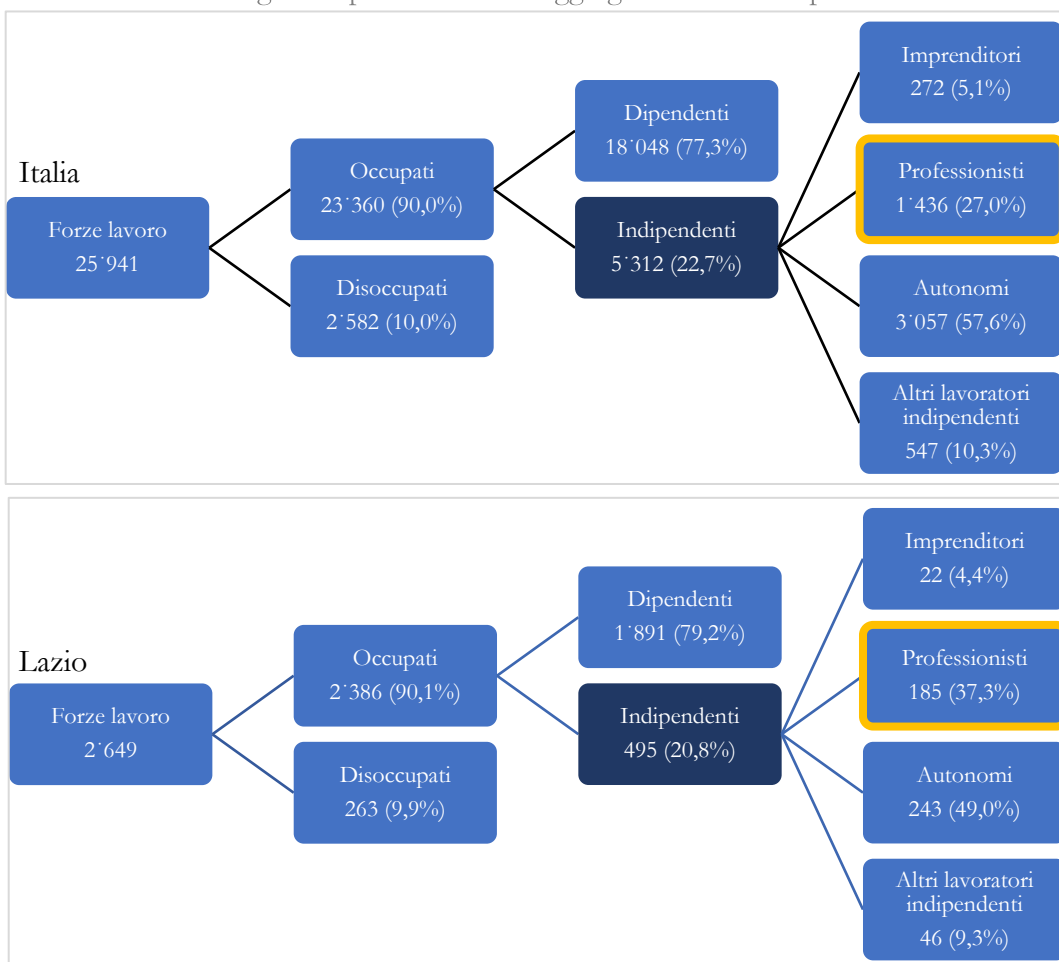 Italia
Forze lavoro
25˙941
Occupati
23˙360 (90,0%)
Disoccupati
2˙582 (10,0%)
Dipendenti
18˙048 (77,3%)
Indipendenti
5˙312 (22,7%)
Imprenditori
272 (5,1%)
Professionisti
1˙436 (27,0%)
Autonomi
3˙057 (57,6%)
Altri lavoratori
indipendenti
547 (10,3%)
Lazio
Forze lavoro
2˙649
Occupati
2˙386 (90,1%)
Disoccupati
263 (9,9%)
Dipendenti
1˙891 (79,2%)
Indipendenti
495 (20,8%)
Imprenditori
22 (4,4%)
Professionisti
185 (37,3%)
Autonomi
243 (49,0%)
Altri lavoratori
indipendenti
46 (9,3%)